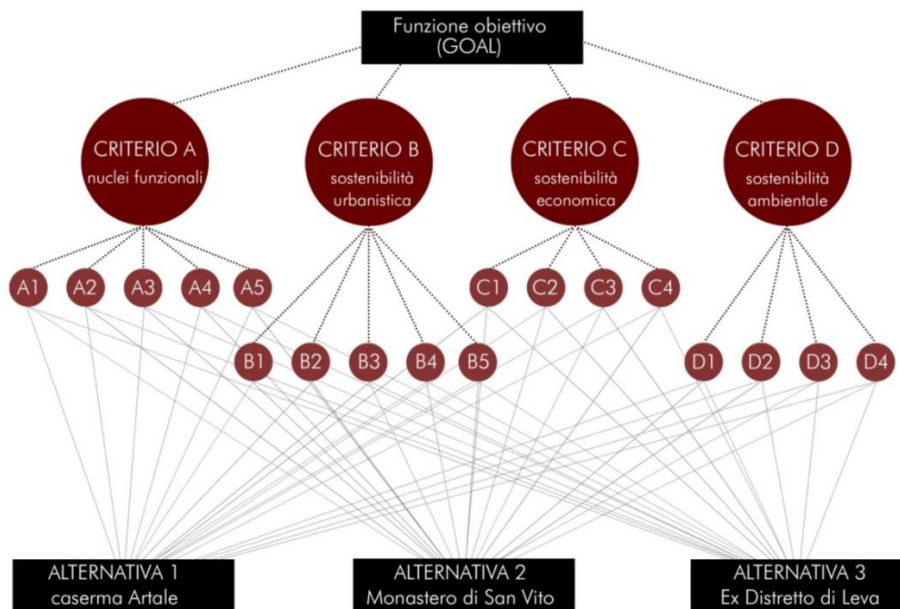 Funzione obiettivo
(GOAL)
CRITERIO A
nuclei funzionali
CRITERIO B
sostenibilità
urbanistica
CRITERIO C
sostenibilità
economica
CRITERIO D
sostenibilità
ambientale
A1 A2 A3 A4 A5
C1 C2 C3 C4
B1 B2 B3 B4 B5
D1 D2 D3 D4
ALTERNATIVA 1
caserma Artale
ALTERNATIVA 2
Monastero di San Vito
ALTERNATIVA 3
Ex Distretto di Leva